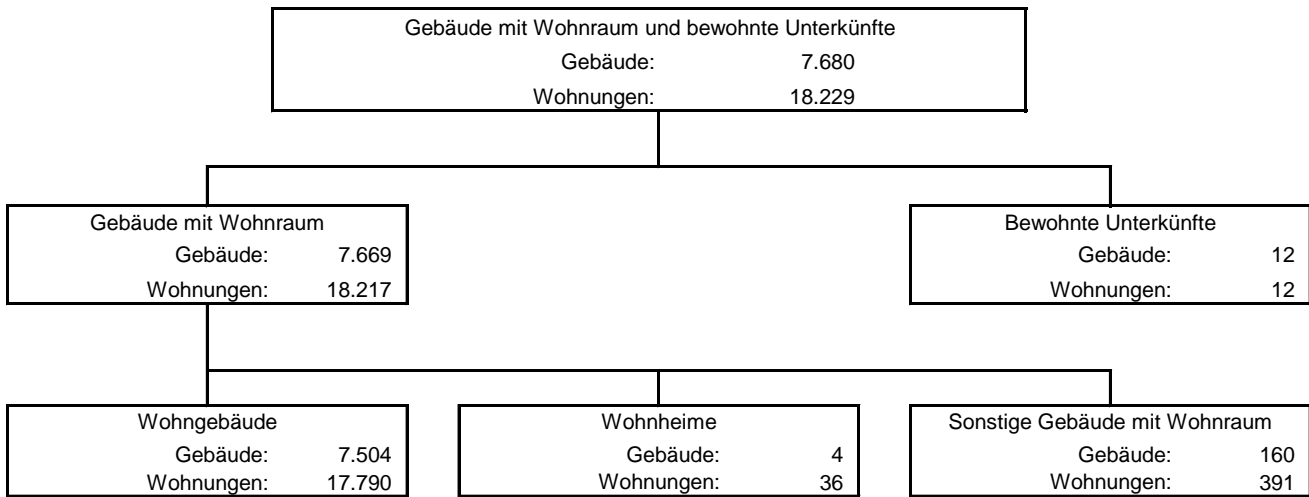 Gebäude mit Wohnraum und bewohnte Unterkünfte
Gebäude: 7.680
Wohnungen: 18.229
Gebäude mit Wohnraum
Gebäude: 7.669
Wohnungen: 18.217
Bewohnte Unterkünfte
Gebäude: 12
Wohnungen: 12
Wohngebäude
Gebäude: 7.504
Wohnungen: 17.790
Wohnheime
Gebäude: 4
Wohnungen: 36
Sonstige Gebäude mit Wohnraum
Gebäude: 160
Wohnungen: 391